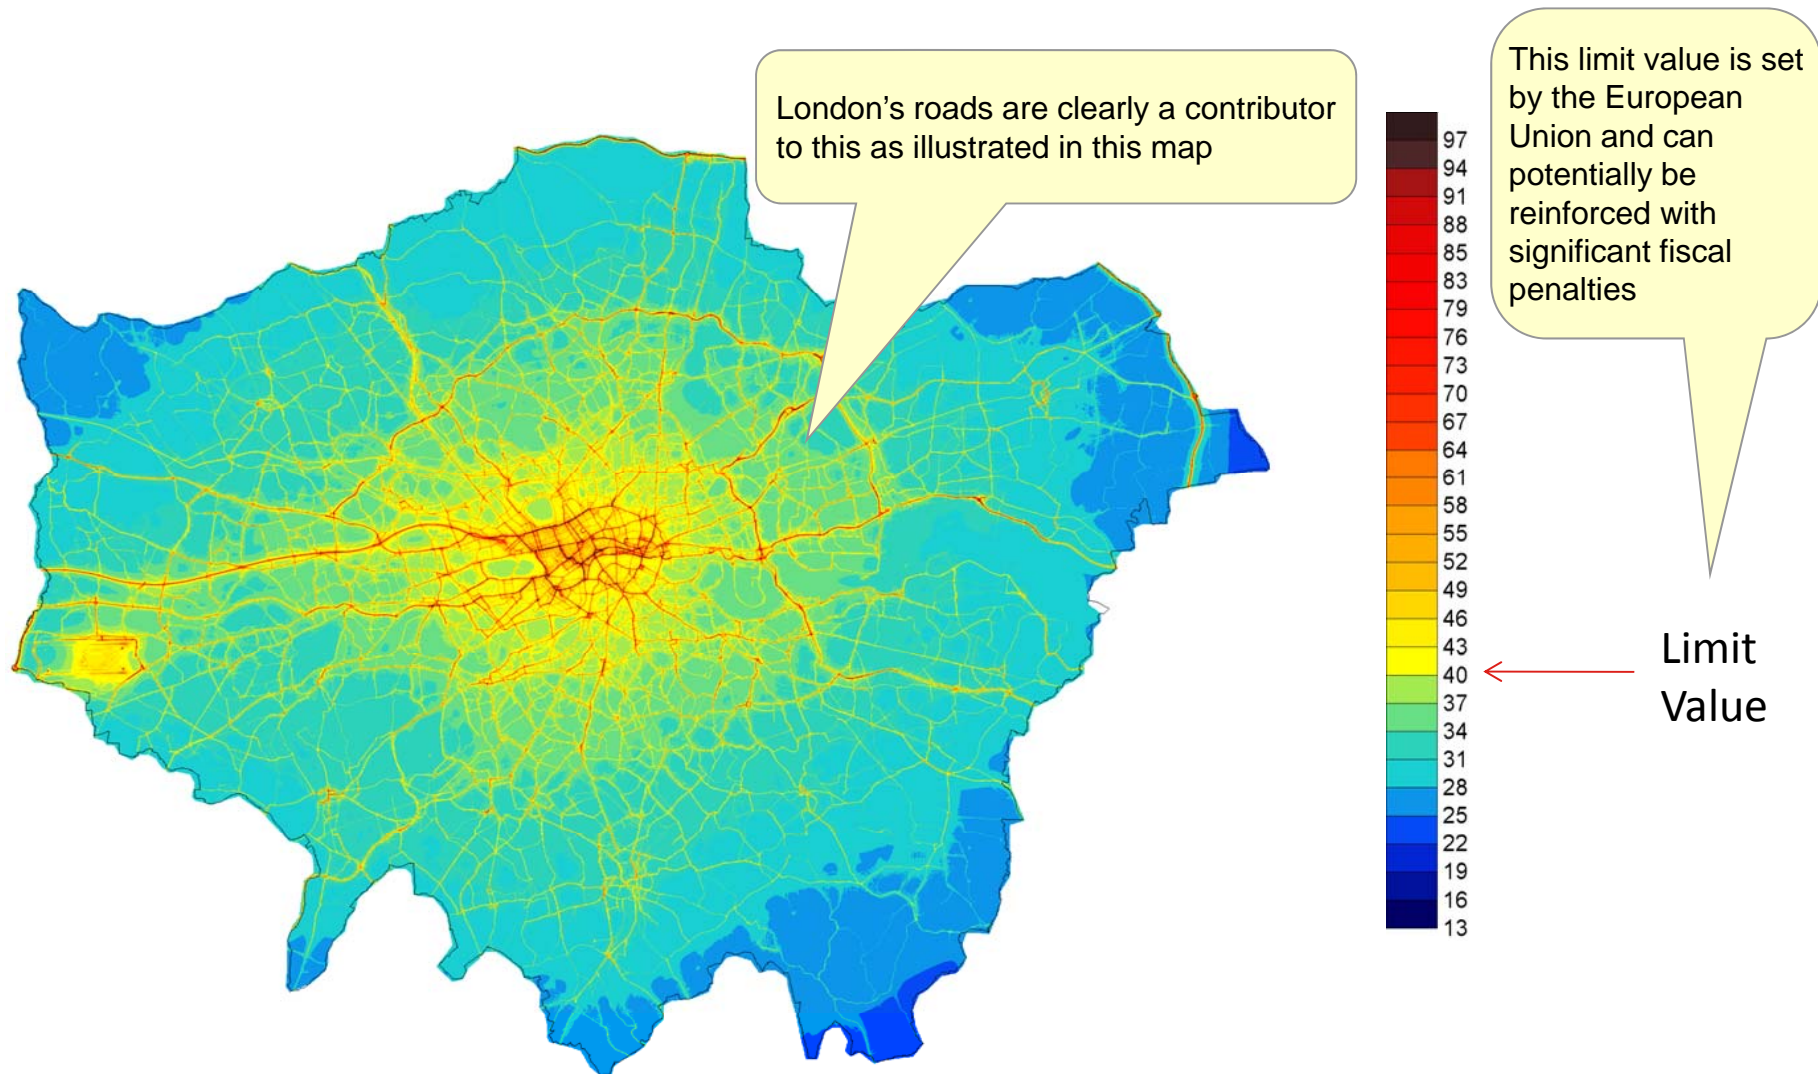 London’s roads are clearly a contributor
to this as illustrated in this map
This limit value is set
by the European
Union and can
potentially be
reinforced with
significant fiscal
penalties
97
94
91
88
85
83
79
76
73
70
67
64
61
58
55
52
49
46
43
40
37
34
31
28
25
22
19
16
13
Limit
Value